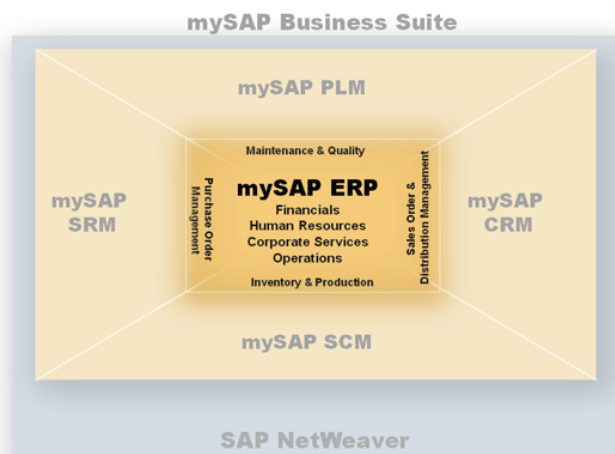 mySAP Business Suite
mySAP PLM
Maintenance & Quality
mySAP
SRM
Purchase Order
Management
mySAP ERP
Financials
Human Resources
Corporate Services
Operations
Sales Order &
Distribution Management
mySAP
CRM
Inventory & Production
mySAP SCM
SAP NetWeaver